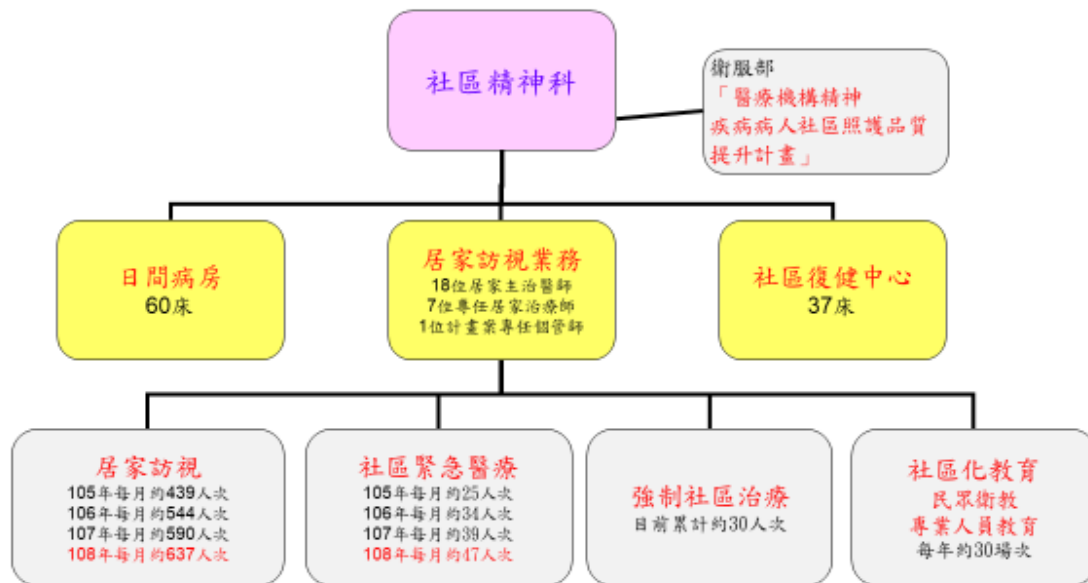 社區精神科
衛服部
「醫療機構精神
疾病病人社區照護品質
提升計畫」
日間病房
60床
居家訪視業務
18位居家主治醫師
7位專任居家治療師
1位計畫案專任個管師
社區復健中心
37床
居家訪視
105年每月約439人次
106年每月約544人次
107年每月約590人次
108年每月約637人次
社區緊急醫療
105年每月約25人次
106年每月約34人次
107年每月約39人次
108年每月約47人次
強制社區治療
目前累計約30人次
社區化教育
民眾衛教
專業人員教育
每年約30場次